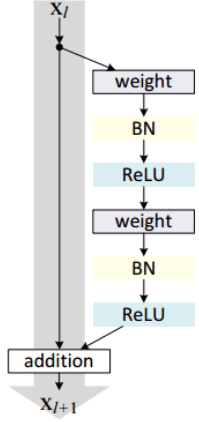 x_l
weight
BN
ReLU
weight
BN
ReLU
addition
x_{l+1}